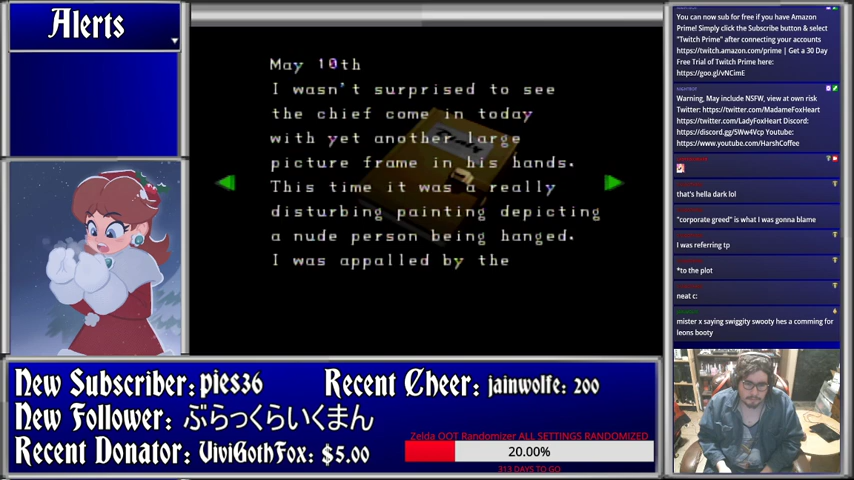 Alerts
May 10th
I wasn't surprised to see
the chief come in today
with yet another large
picture frame in his hands.
This time it was a really
disturbing painting depicting
a nude person being hanged.
I was appalled by the
New Subscriber: pies36
Recent Cheer: jainwolfe: 200
New Follower: ぶらっくらいくまん
Recent Donator: ViviGothFox: $5.00
Zelda OOT Randomizer ALL SETTINGS RANDOMIZED
20.00%
313 DAYS TO GO
You can now sub for free if you have Amazon
Prime! Simply click the Subscribe button & select
"Twitch Prime" after connecting your accounts
https://twitch.amazon.com/prime | Get a 30 Day
Free Trial of Twitch Prime here:
https://goo.gl/vNCimE
Warning, May include NSFW, view at own risk
Twitter: https://twitter.com/MadameFoxHeart
https://twitter.com/LadyFoxHeart Discord:
https://discord.gg/5Ww4Vcp Youtube:
https://www.youtube.com/HarshCoffee
that's hella dark lol
"corporate greed" is what I was gonna blame
I was referring tp
*to the plot
neat c:
mister x saying swiggity swooty hes a comming for
leons booty